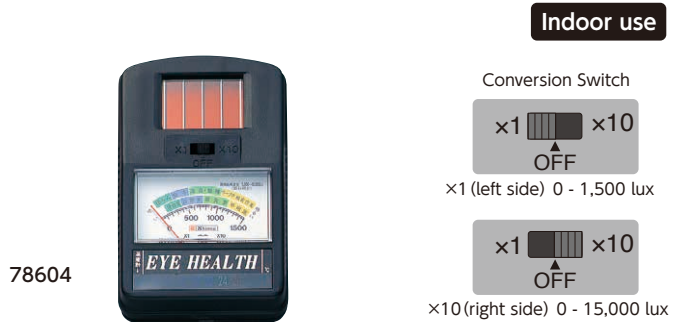 Indoor use
Conversion Switch
×1 ×10
OFF
×1 (left side) 0 - 1,500 lux
×1 ×10
OFF
×10 (right side) 0 - 15,000 lux
78604
×1 ×10
OFF
500 1000
0 1500
EYE HEALTH